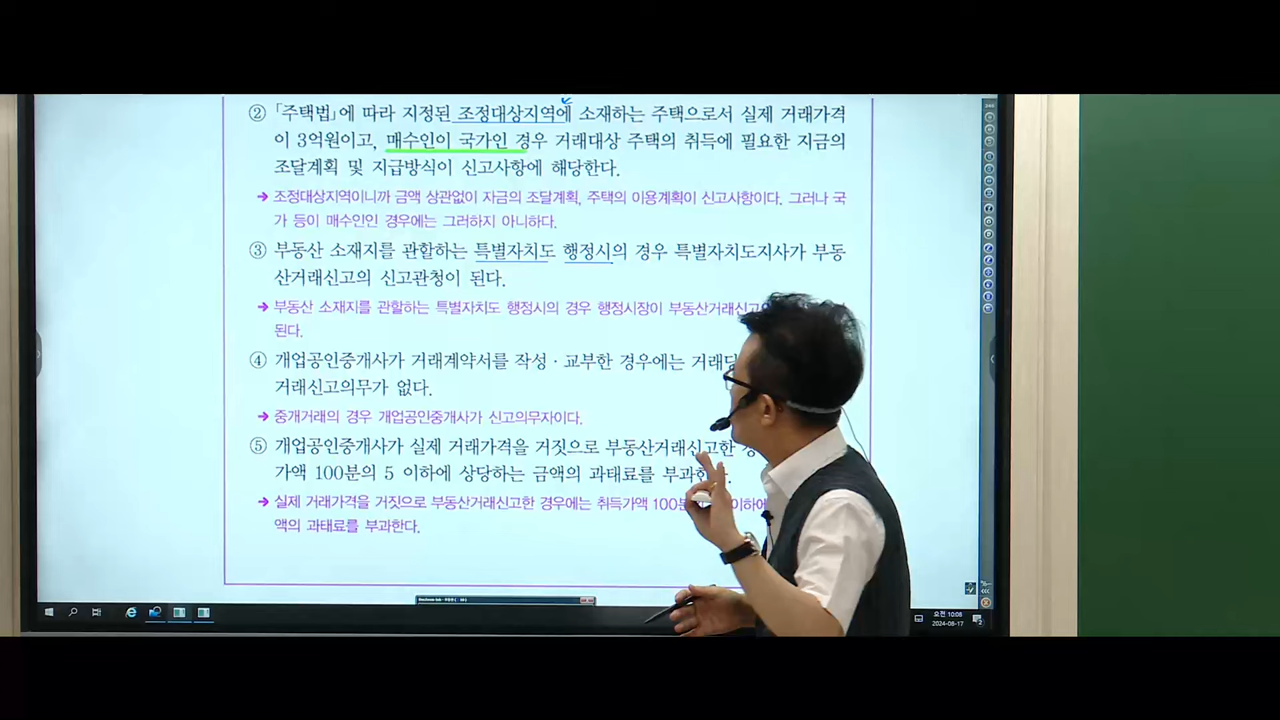 ② 「주택법」에 따라 지정된 조정대상지역에 소재하는 주택으로서 실제 거래가격
이 3억원이고, 매수인이 국가인 경우 거래대상 주택의 취득에 필요한 자금의
조달계획 및 지급방식이 신고사항에 해당한다.
➔ 조정대상지역이니까 금액 상관없이 자금의 조달계획, 주택의 이용계획이 신고사항이다. 그러나 국
가 등이 매수인인 경우에는 그러하지 아니하다.
③ 부동산 소재지를 관할하는 특별자치도 행정시의 경우 특별자치도지사가 부동
산거래신고의 신고관청이 된다.
➔ 부동산 소재지를 관할하는 특별자치도 행정시의 경우 행정시장이 부동산거래신고
된다.
④ 개업공인중개사가 거래계약서를 작성·교부한 경우에는
거래신고의무가 없다.
➔ 중개거래의 경우 개업공인중개사가 신고의무자이다.
⑤ 개업공인중개사가 실제 거래가격을 거짓으로 부동산거래신고한
가액 100분의 5 이하에 상당하는 금액의 과태료를 부과한다.
➔ 실제 거래가격을 거짓으로 부동산거래신고한 경우에는 취득가액 100분 이하에
액의 과태료를 부과한다.
오전 10:08
2024-08-17